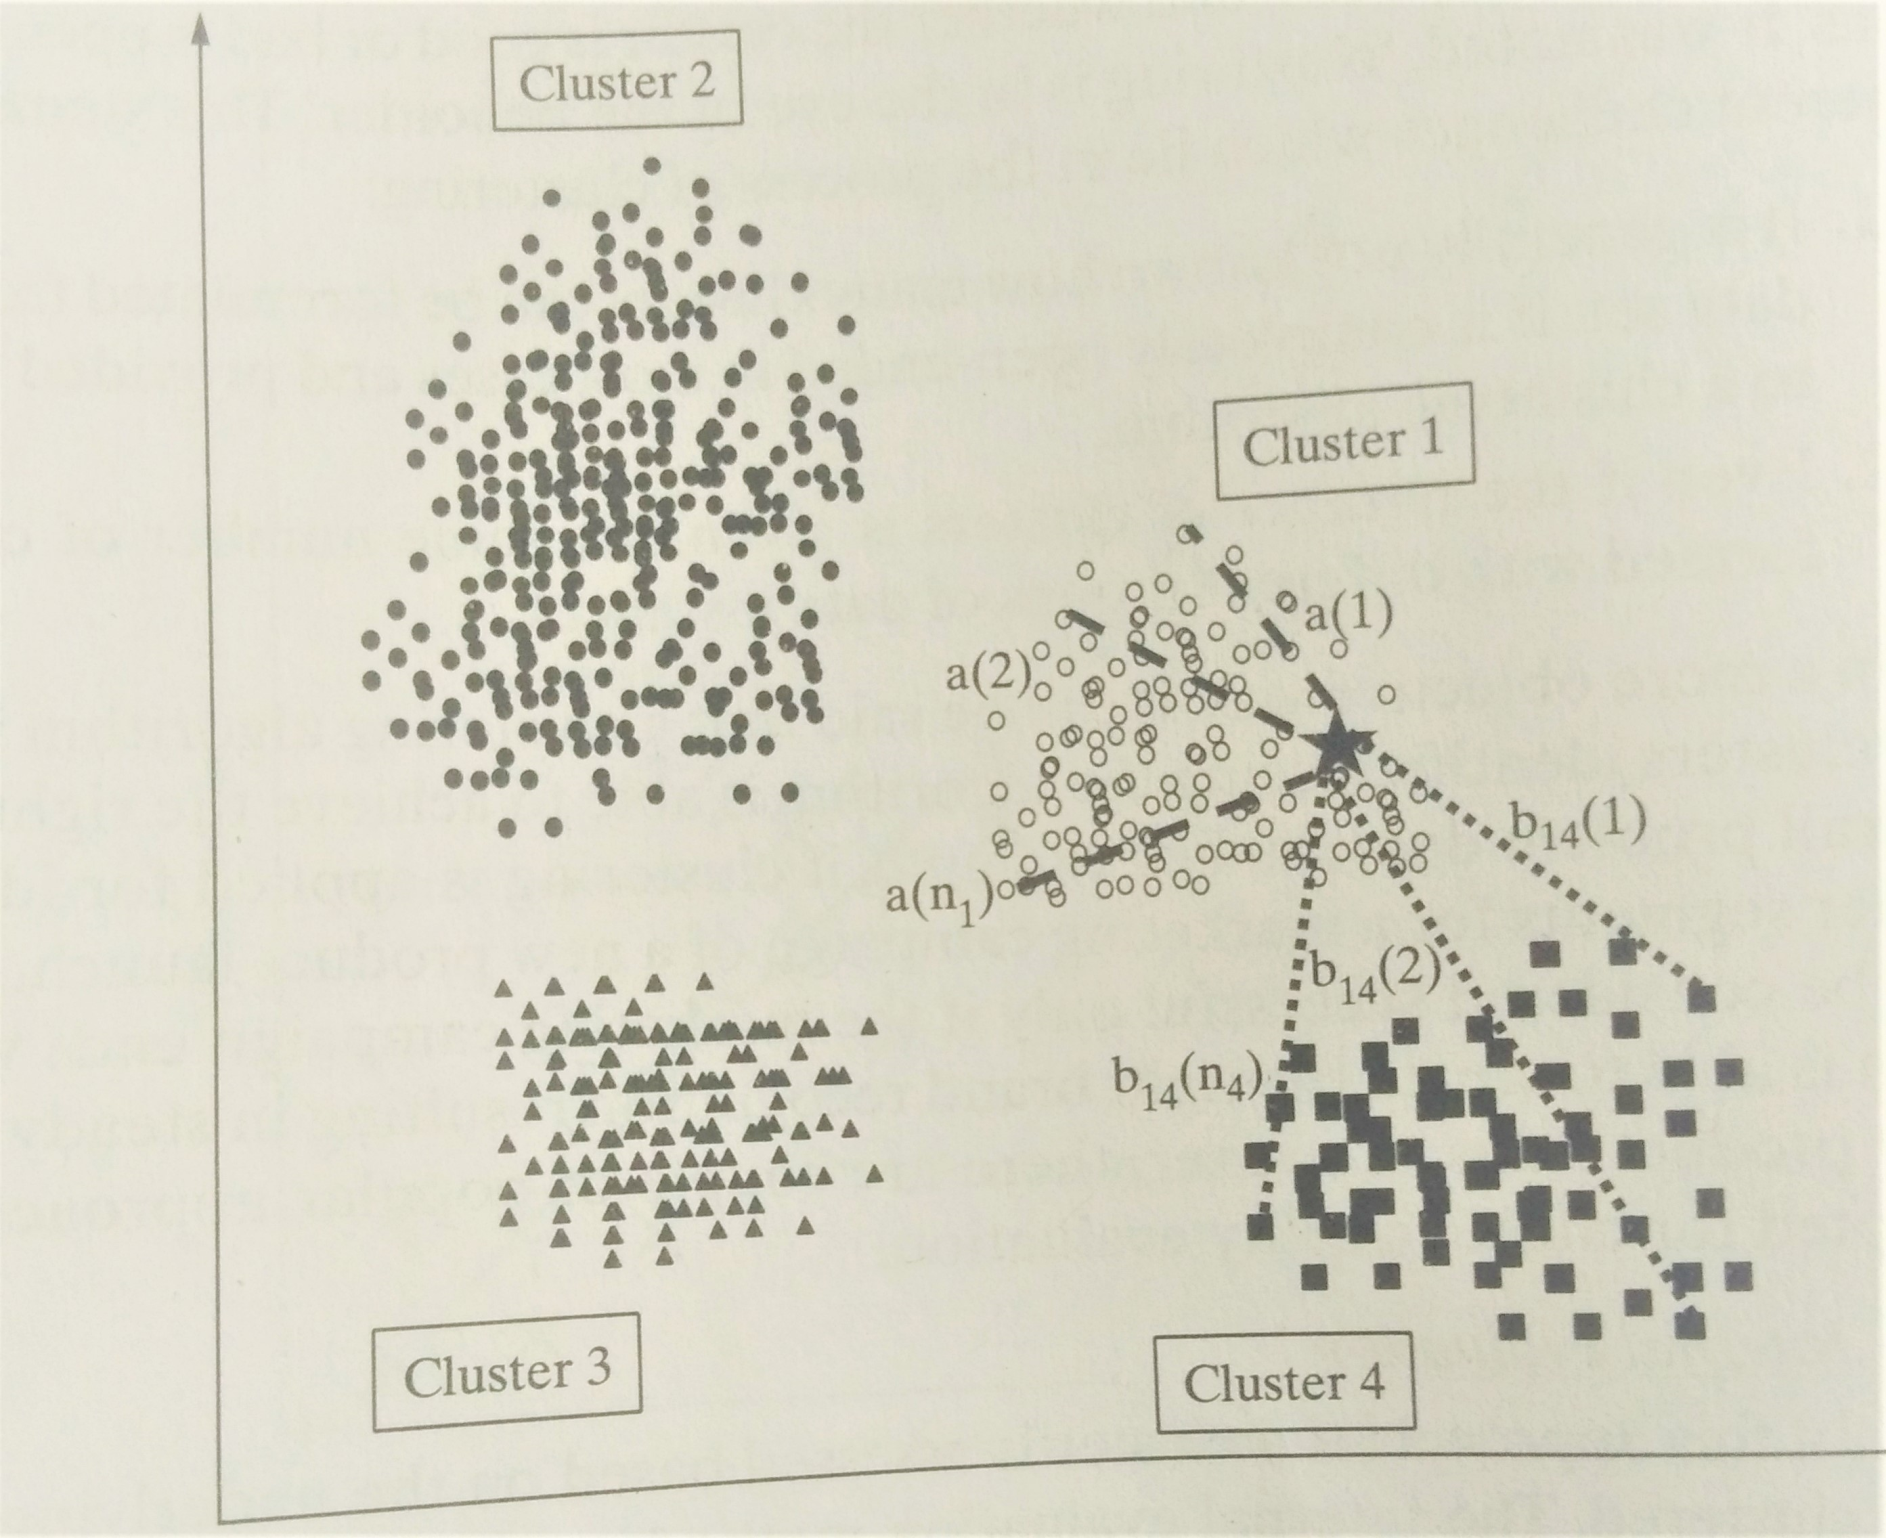 Cluster 2
Cluster 1
a(1)
a(2)
b₁₄(1)
a(n₁)
b₁₄(2)
b₁₄(n₄)
Cluster 3
Cluster 4